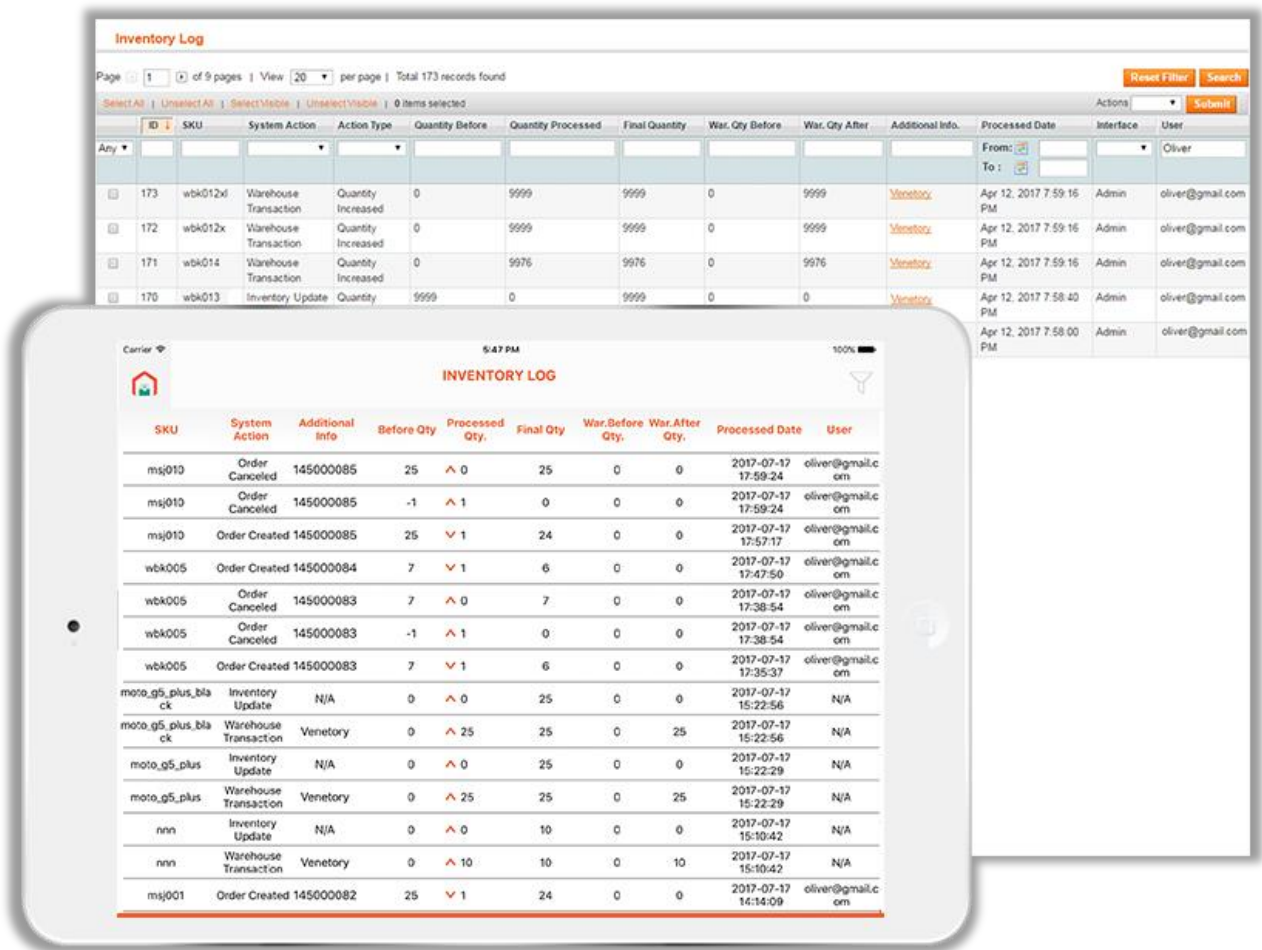 Inventory Log
Page 1 of 9 pages | View 20 per page | Total 173 records found Reset Filter Search
Select All | Unselect All | Select Visible | Unselect Visible | 0 items selected Actions Submit
ID SKU System Action Action Type Quantity Before Quantity Processed Final Quantity War. Qty Before War. Qty After Additional Info. Processed Date Interface User
Any From: Oliver
To :
173 wbk012xl Warehouse Quantity 0 9999 9999 0 9999 Venetory Apr 12, 2017 7:59:16 Admin oliver@gmail.com
Transaction Increased PM
172 wbk012x Warehouse Quantity 0 9999 9999 0 9999 Venetory Apr 12, 2017 7:59:16 Admin oliver@gmail.com
Transaction Increased PM
171 wbk014 Warehouse Quantity 0 9976 9976 0 9976 Venetory Apr 12, 2017 7:59:16 Admin oliver@gmail.com
Transaction Increased PM
170 wbk013 Inventory Update Quantity 9999 0 9999 0 0 Venetory Apr 12, 2017 7:58:40 Admin oliver@gmail.com
PM
Apr 12, 2017 7:58:00 Admin oliver@gmail.com
PM
Carrier 5:47 PM 100%
INVENTORY LOG
SKU System Additional Before Qty Processed Final Qty War.Before War.After Processed Date User
Action Info Qty. Qty. Qty.
msj010 Order 145000085 25 0 25 0 0 2017-07-17 oliver@gmail.c
Canceled 17:59:24 om
msj010 Order 145000085 -1 1 0 0 0 2017-07-17 oliver@gmail.c
Canceled 17:59:24 om
msj010 Order Created 145000085 25 1 24 0 0 2017-07-17 oliver@gmail.c
17:57:17 om
wbk005 Order Created 145000084 7 1 6 0 0 2017-07-17 oliver@gmail.c
17:47:50 om
wbk005 Order 145000083 7 0 7 0 0 2017-07-17 oliver@gmail.c
Canceled 17:38:54 om
wbk005 Order 145000083 -1 1 0 0 0 2017-07-17 oliver@gmail.c
Canceled 17:38:54 om
wbk005 Order Created 145000083 7 1 6 0 0 2017-07-17 oliver@gmail.c
17:35:37 om
moto_g5_plus_bla Inventory N/A 0 0 25 0 0 2017-07-17 N/A
ck Update 15:22:56
moto_g5_plus_bla Warehouse Venetory 0 25 25 0 25 2017-07-17 N/A
ck Transaction 15:22:56
moto_g5_plus Inventory N/A 0 0 25 0 0 2017-07-17 N/A
Update 15:22:29
moto_g5_plus Warehouse Venetory 0 25 25 0 25 2017-07-17 N/A
Transaction 15:22:29
nnn Inventory N/A 0 0 10 0 0 2017-07-17 N/A
Update 15:10:42
nnn Warehouse Venetory 0 10 10 0 10 2017-07-17 N/A
Transaction 15:10:42
msj001 Order Created 145000082 25 1 24 0 0 2017-07-17 oliver@gmail.c
14:14:09 om